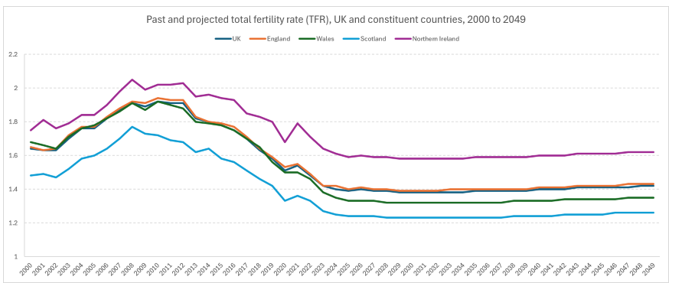 Past and projected total fertility rate (TFR), UK and constituent countries, 2000 to 2049
UK England Wales Scotland Northern Ireland
2.2
2
1.8
1.6
1.4
1.2
1
2000 2001 2002 2003 2004 2005 2006 2007 2008 2009 2010 2011 2012 2013 2014 2015 2016 2017 2018 2019 2020 2021 2022 2023 2024 2025 2026 2027 2028 2029 2030 2031 2032 2033 2034 2035 2036 2037 2038 2039 2040 2041 2042 2043 2044 2045 2046 2047 2048 2049